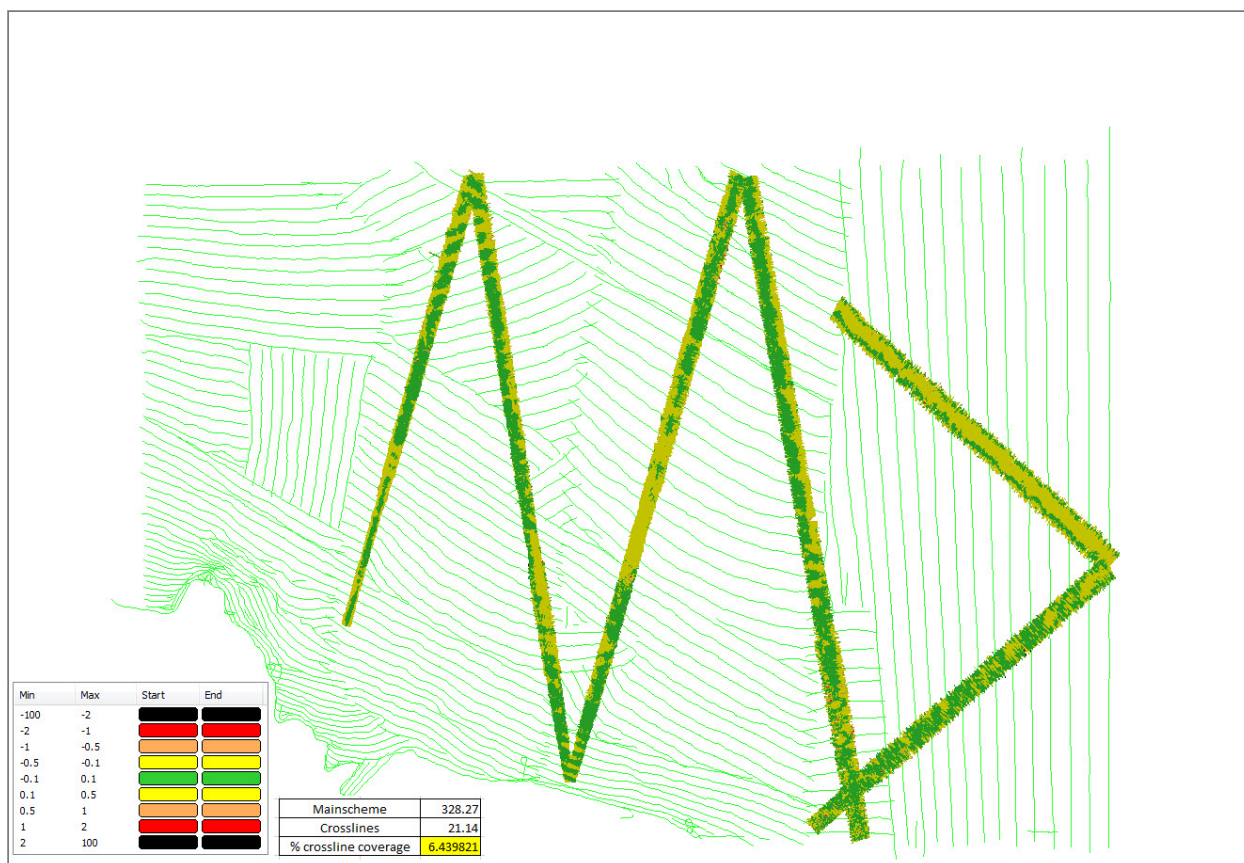 Min Max Start End
-100 -2
-2 -1
-1 -0.5
-0.5 -0.1
-0.1 0.1
0.1 0.5
0.5 1
1 2
2 100
Mainscheme 328.27
Crosslines 21.14
% crossline coverage 6.439821